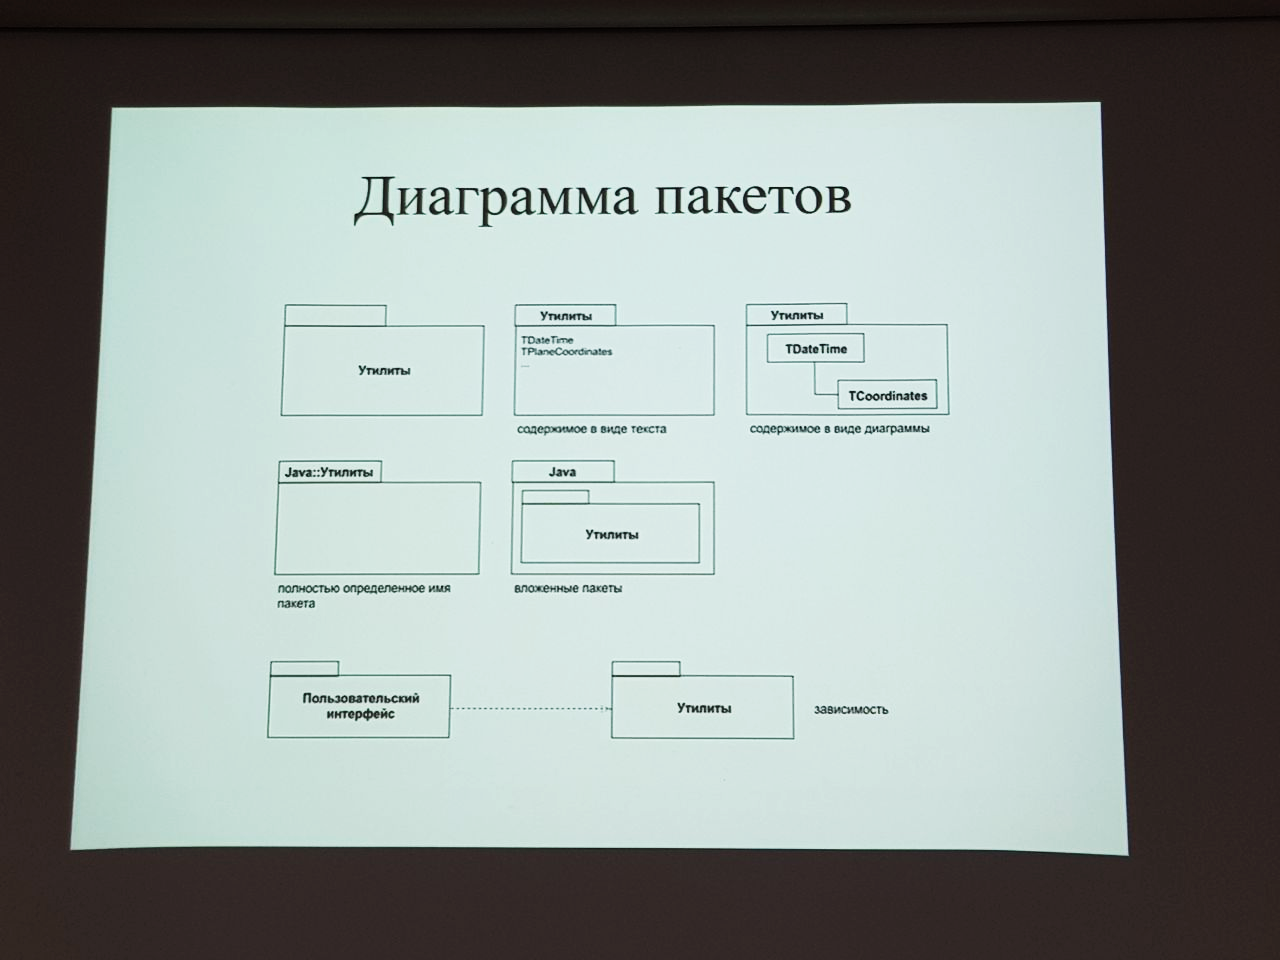 Диаграмма пакетов
Утилиты
Утилиты
TDateTime
TPlaneCoordinates
...
содержимое в виде текста
Утилиты
TDateTime
TCoordinates
содержимое в виде диаграммы
Java::Утилиты
полностью определенное имя
пакета
Java
Утилиты
вложенные пакеты
Пользовательский
интерфейс
Утилиты
зависимость